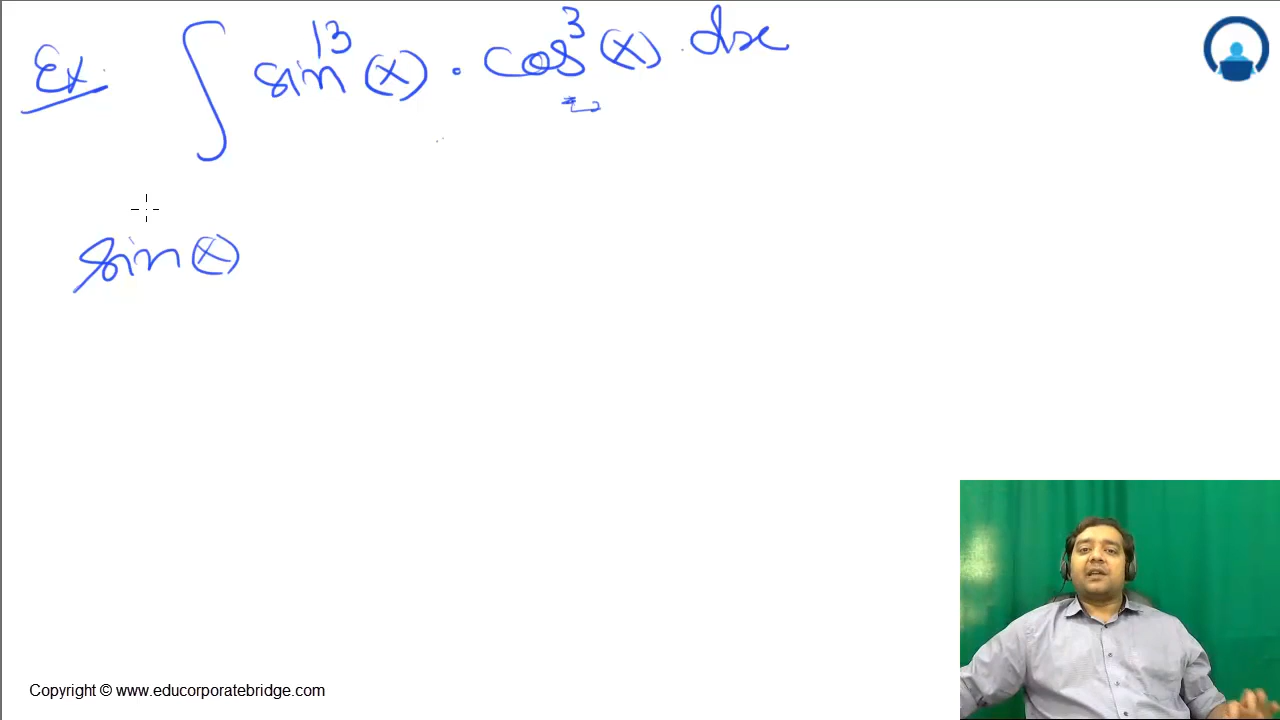 Ex. ∫ sin¹³(x) · cos³(x) . dx
sin(x)
Copyright © www.educorporatebridge.com